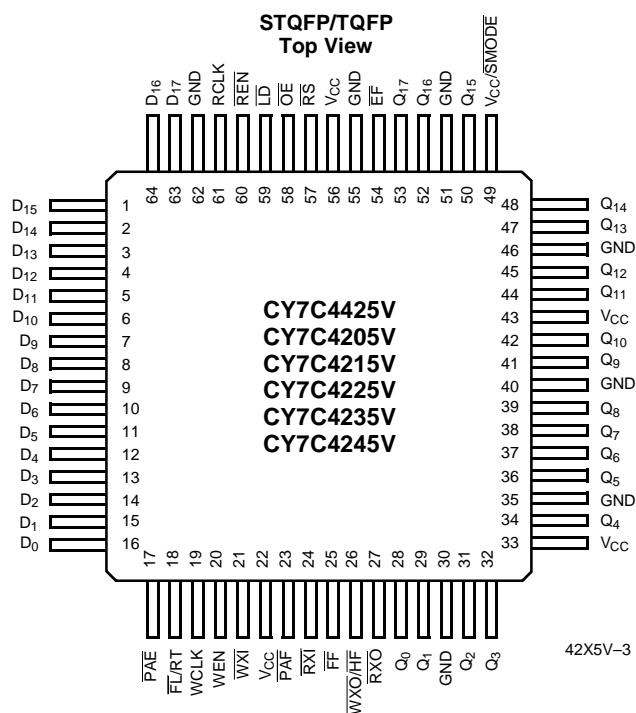 STQFP/TQFP
Top View
D16 D17 GND RCLK REN LD OE RS VCC GND EF Q17 Q16 GND Q15 VCC/SMODE
64 63 62 61 60 59 58 57 56 55 54 53 52 51 50 49
D15 1
D14 2
D13 3
D12 4
D11 5
D10 6
D9 7
D8 8
D7 9
D6 10
D5 11
D4 12
D3 13
D2 14
D1 15
D0 16
CY7C4425V
CY7C4205V
CY7C4215V
CY7C4225V
CY7C4235V
CY7C4245V
48 Q14
47 Q13
46 GND
45 Q12
44 Q11
43 VCC
42 Q10
41 Q9
40 GND
39 Q8
38 Q7
37 Q6
36 Q5
35 GND
34 Q4
33 VCC
17 18 19 20 21 22 23 24 25 26 27 28 29 30 31 32
PAE FL/RT WCLK WEN WXI VCC PAF RXI FF WXO/HF RXO Q0 Q1 GND Q2 Q3
42X5V–3